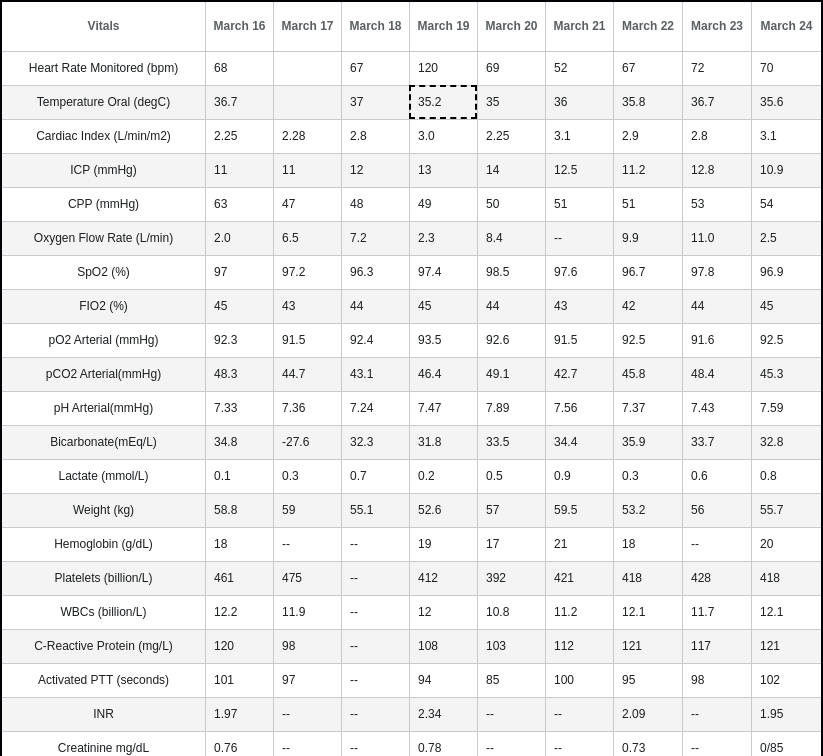 Vitals March 16 March 17 March 18 March 19 March 20 March 21 March 22 March 23 March 24
Heart Rate Monitored (bpm) 68 67 120 69 52 67 72 70
Temperature Oral (degC) 36.7 37 35.2 35 36 35.8 36.7 35.6
Cardiac Index (L/min/m2) 2.25 2.28 2.8 3.0 2.25 3.1 2.9 2.8 3.1
ICP (mmHg) 11 11 12 13 14 12.5 11.2 12.8 10.9
CPP (mmHg) 63 47 48 49 50 51 51 53 54
Oxygen Flow Rate (L/min) 2.0 6.5 7.2 2.3 8.4 -- 9.9 11.0 2.5
SpO2 (%) 97 97.2 96.3 97.4 98.5 97.6 96.7 97.8 96.9
FIO2 (%) 45 43 44 45 44 43 42 44 45
pO2 Arterial (mmHg) 92.3 91.5 92.4 93.5 92.6 91.5 92.5 91.6 92.5
pCO2 Arterial(mmHg) 48.3 44.7 43.1 46.4 49.1 42.7 45.8 48.4 45.3
pH Arterial(mmHg) 7.33 7.36 7.24 7.47 7.89 7.56 7.37 7.43 7.59
Bicarbonate(mEq/L) 34.8 -27.6 32.3 31.8 33.5 34.4 35.9 33.7 32.8
Lactate (mmol/L) 0.1 0.3 0.7 0.2 0.5 0.9 0.3 0.6 0.8
Weight (kg) 58.8 59 55.1 52.6 57 59.5 53.2 56 55.7
Hemoglobin (g/dL) 18 -- -- 19 17 21 18 -- 20
Platelets (billion/L) 461 475 -- 412 392 421 418 428 418
WBCs (billion/L) 12.2 11.9 -- 12 10.8 11.2 12.1 11.7 12.1
C-Reactive Protein (mg/L) 120 98 -- 108 103 112 121 117 121
Activated PTT (seconds) 101 97 -- 94 85 100 95 98 102
INR 1.97 -- -- 2.34 -- -- 2.09 -- 1.95
Creatinine mg/dL 0.76 -- -- 0.78 -- -- 0.73 -- 0/85